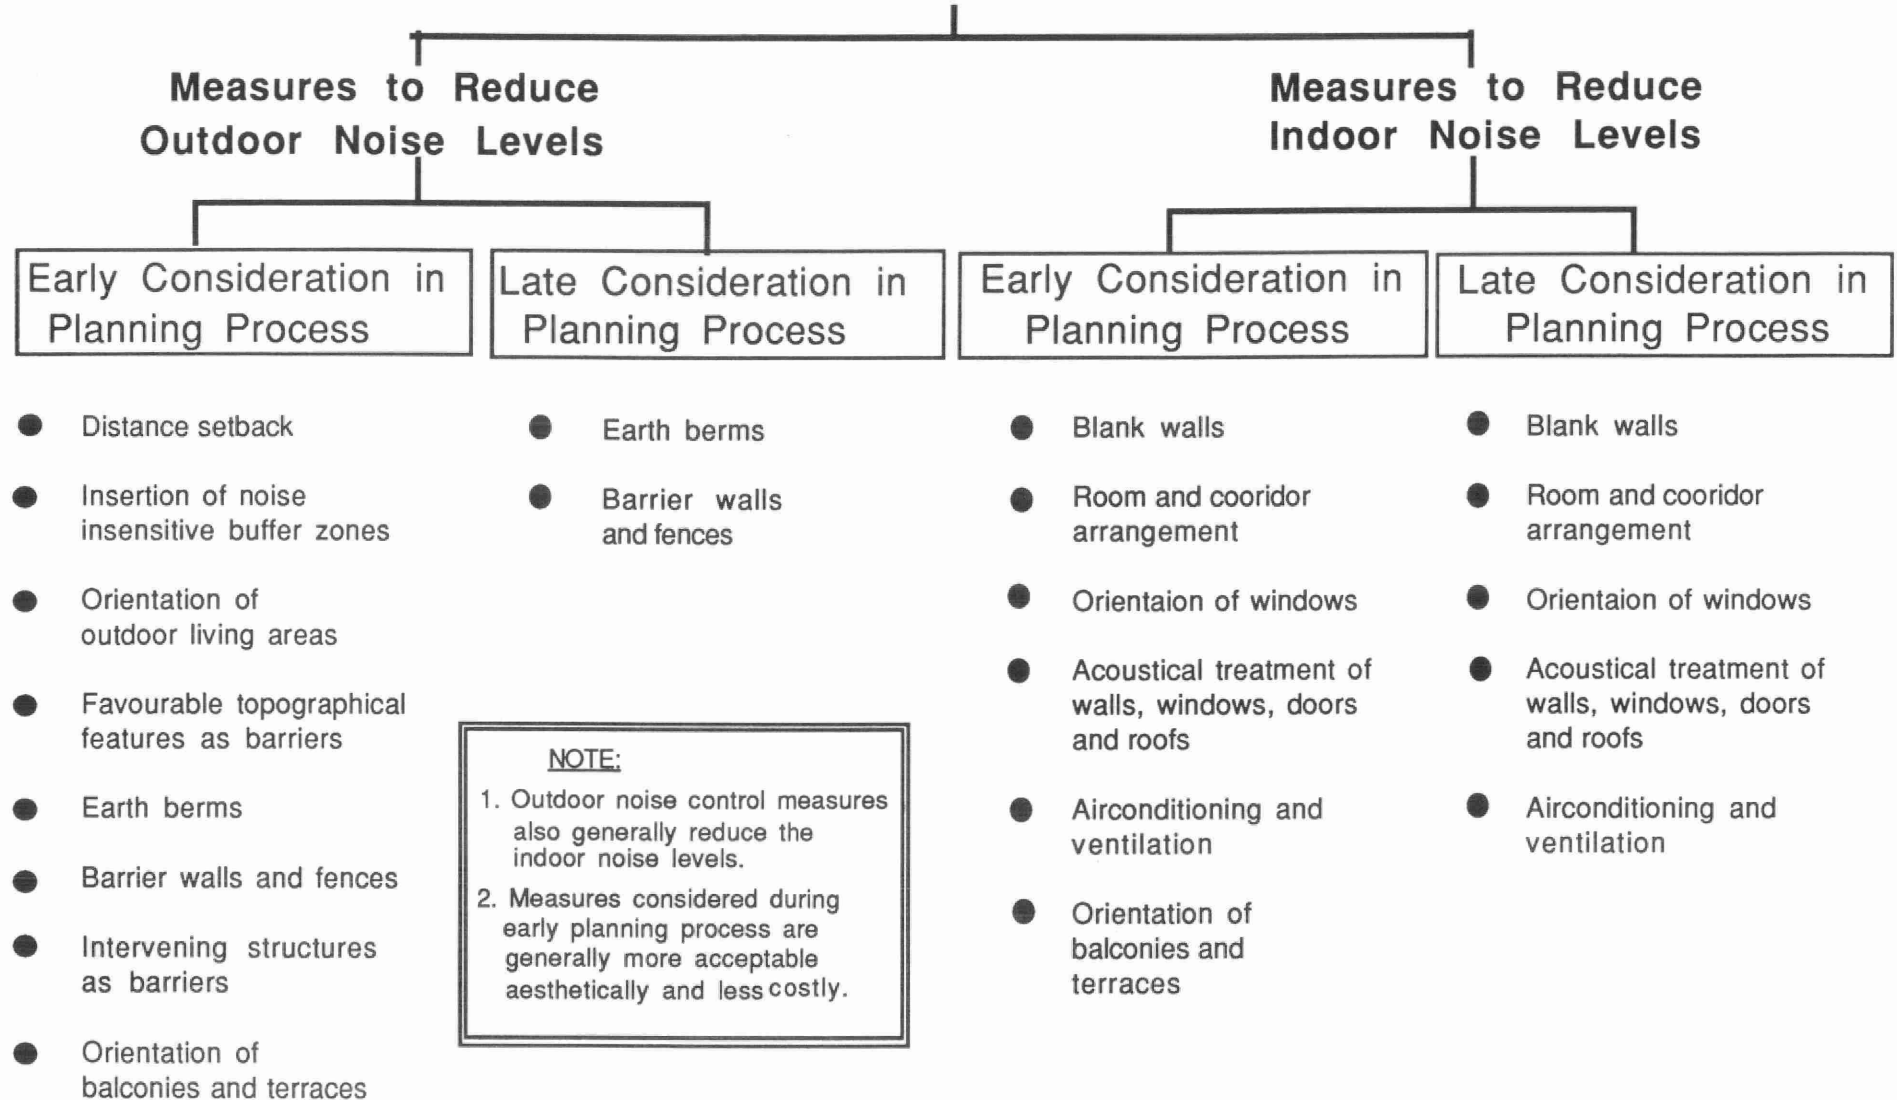 Measures to Reduce
Outdoor Noise Levels
Measures to Reduce
Indoor Noise Levels
Early Consideration in
Planning Process
Late Consideration in
Planning Process
Early Consideration in
Planning Process
Late Consideration in
Planning Process
Distance setback
Insertion of noise
insensitive buffer zones
Orientation of
outdoor living areas
Favourable topographical
features as barriers
Earth berms
Barrier walls and fences
Intervening structures
as barriers
Orientation of
balconies and terraces
Earth berms
Barrier walls
and fences
NOTE:
1. Outdoor noise control measures
also generally reduce the
indoor noise levels.
2. Measures considered during
early planning process are
generally more acceptable
aesthetically and less costly.
Blank walls
Room and cooridor
arrangement
Orientaion of windows
Acoustical treatment of
walls, windows, doors
and roofs
Airconditioning and
ventilation
Orientation of
balconies and
terraces
Blank walls
Room and cooridor
arrangement
Orientaion of windows
Acoustical treatment of
walls, windows, doors
and roofs
Airconditioning and
ventilation